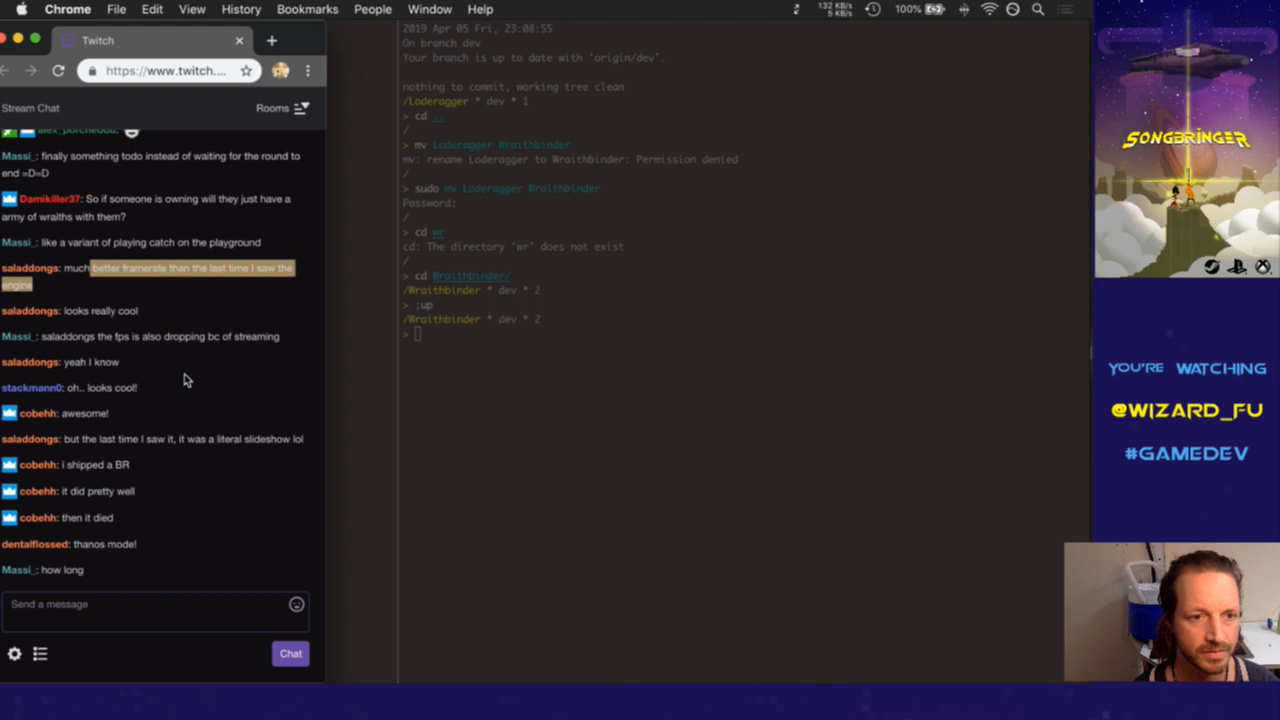 Chrome File Edit View History Bookmarks People Window Help
132 KB/s
5 KB/s
100%
Twitch
https://www.twitch....
Stream Chat
Rooms
Massi_: finally something todo instead of waiting for the round to
end =D=D
Damikiller37: So if someone is owning will they just have a
army of wraiths with them?
Massi_: like a variant of playing catch on the playground
saladdongs: much better framerate than the last time I saw the
engine
saladdongs: looks really cool
Massi_: saladdongs the fps is also dropping bc of streaming
saladdongs: yeah I know
stackmann0: oh.. looks cool!
cobehh: awesome!
saladdongs: but the last time I saw it, it was a literal slideshow lol
cobehh: i shipped a BR
cobehh: it did pretty well
cobehh: then it died
dentalflossed: thanos mode!
Massi_: how long
Send a message
Chat
2019 Apr 05 Fri, 23:08:55
On branch dev
Your branch is up to date with 'origin/dev'.
nothing to commit, working tree clean
/Loderagger * dev * 1
> cd ..
/
> mv Loderagger Wraithbinder
mv: rename Loderagger to Wraithbinder: Permission denied
/
> sudo mv Loderagger Wraithbinder
Password:
/
> cd wr
cd: The directory 'wr' does not exist
/
> cd Wraithbinder/
/Wraithbinder * dev * 2
> ;up
/Wraithbinder * dev * 2
>
SONGBRINGER
YOU'RE WATCHING
@WIZARD_FU
#GAMEDEV